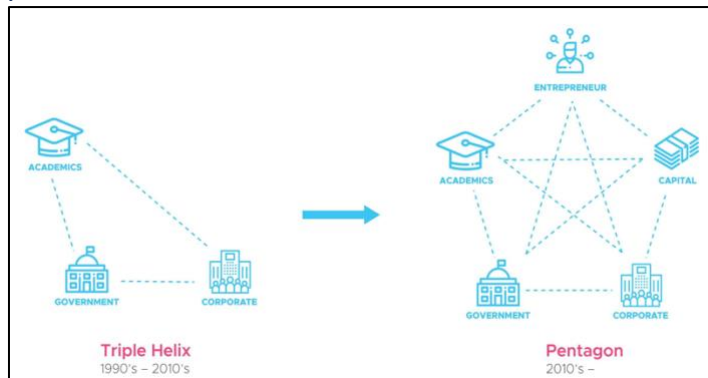 ENTREPRENEUR
ACADEMICS
ACADEMICS
CAPITAL
GOVERNMENT
CORPORATE
GOVERNMENT
CORPORATE
Triple Helix
1990's – 2010's
Pentagon
2010's –